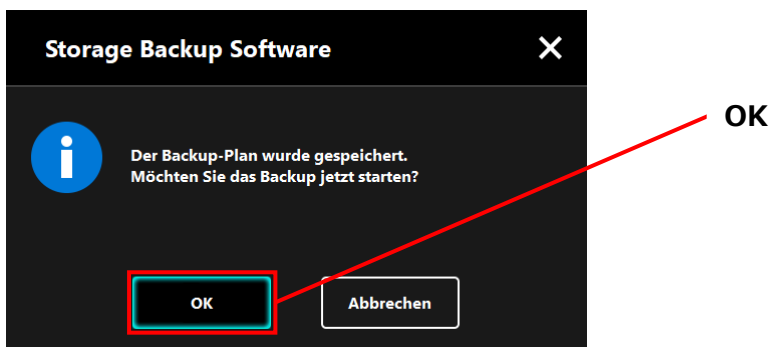 Storage Backup Software
OK
Der Backup-Plan wurde gespeichert.
Möchten Sie das Backup jetzt starten?
OK
Abbrechen